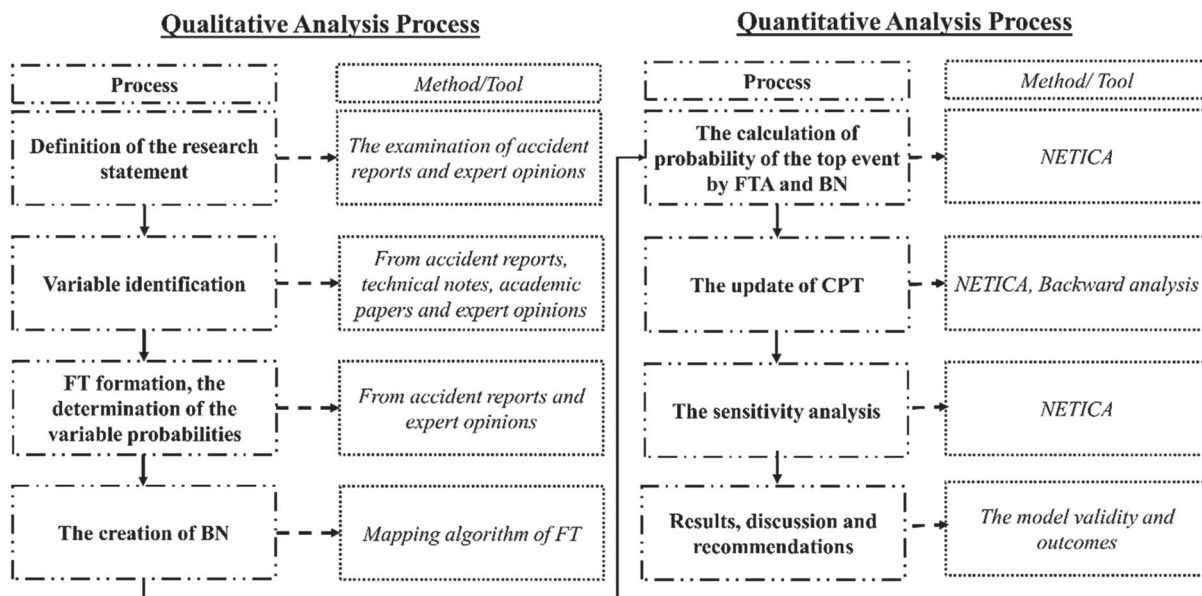 Qualitative Analysis Process
Process
Method/Tool
Definition of the research
statement
The examination of accident
reports and expert opinions
Variable identification
From accident reports,
technical notes, academic
papers and expert opinions
FT formation, the
determination of the
variable probabilities
From accident reports and
expert opinions
The creation of BN
Mapping algorithm of FT
Quantitative Analysis Process
Process
Method/ Tool
The calculation of
probability of the top event
by FTA and BN
NETICA
The update of CPT
NETICA, Backward analysis
The sensitivity analysis
NETICA
Results, discussion and
recommendations
The model validity and
outcomes